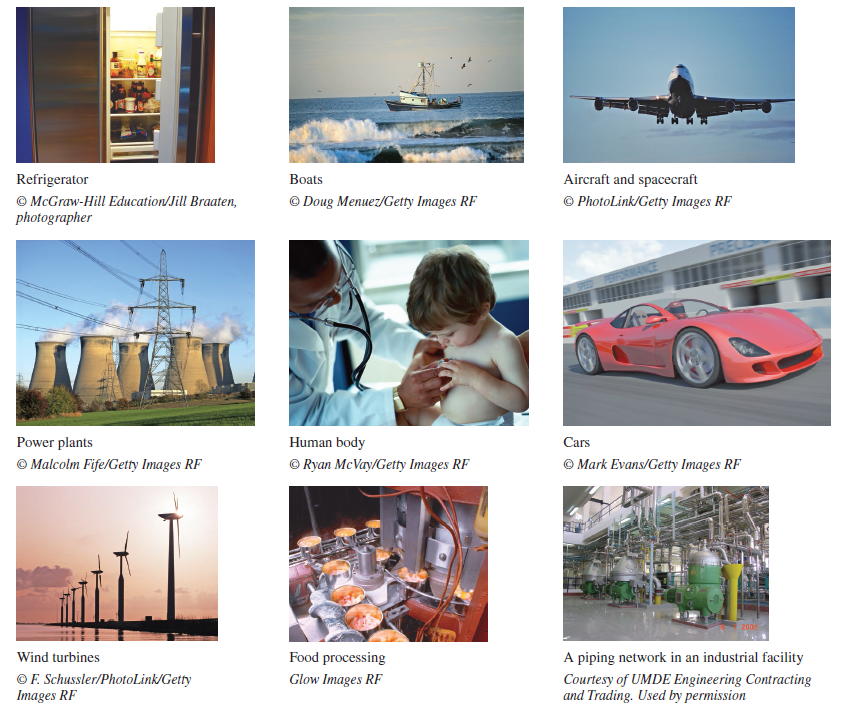 Refrigerator
© McGraw-Hill Education/Jill Braaten,
photographer
Boats
© Doug Menuez/Getty Images RF
Aircraft and spacecraft
© PhotoLink/Getty Images RF
PRECIS
SPEED PERFORMANCE
Power plants
© Malcolm Fife/Getty Images RF
Human body
© Ryan McVay/Getty Images RF
Cars
© Mark Evans/Getty Images RF
Wind turbines
© F. Schussler/PhotoLink/Getty
Images RF
Food processing
Glow Images RF
A piping network in an industrial facility
Courtesy of UMDE Engineering Contracting
and Trading. Used by permission